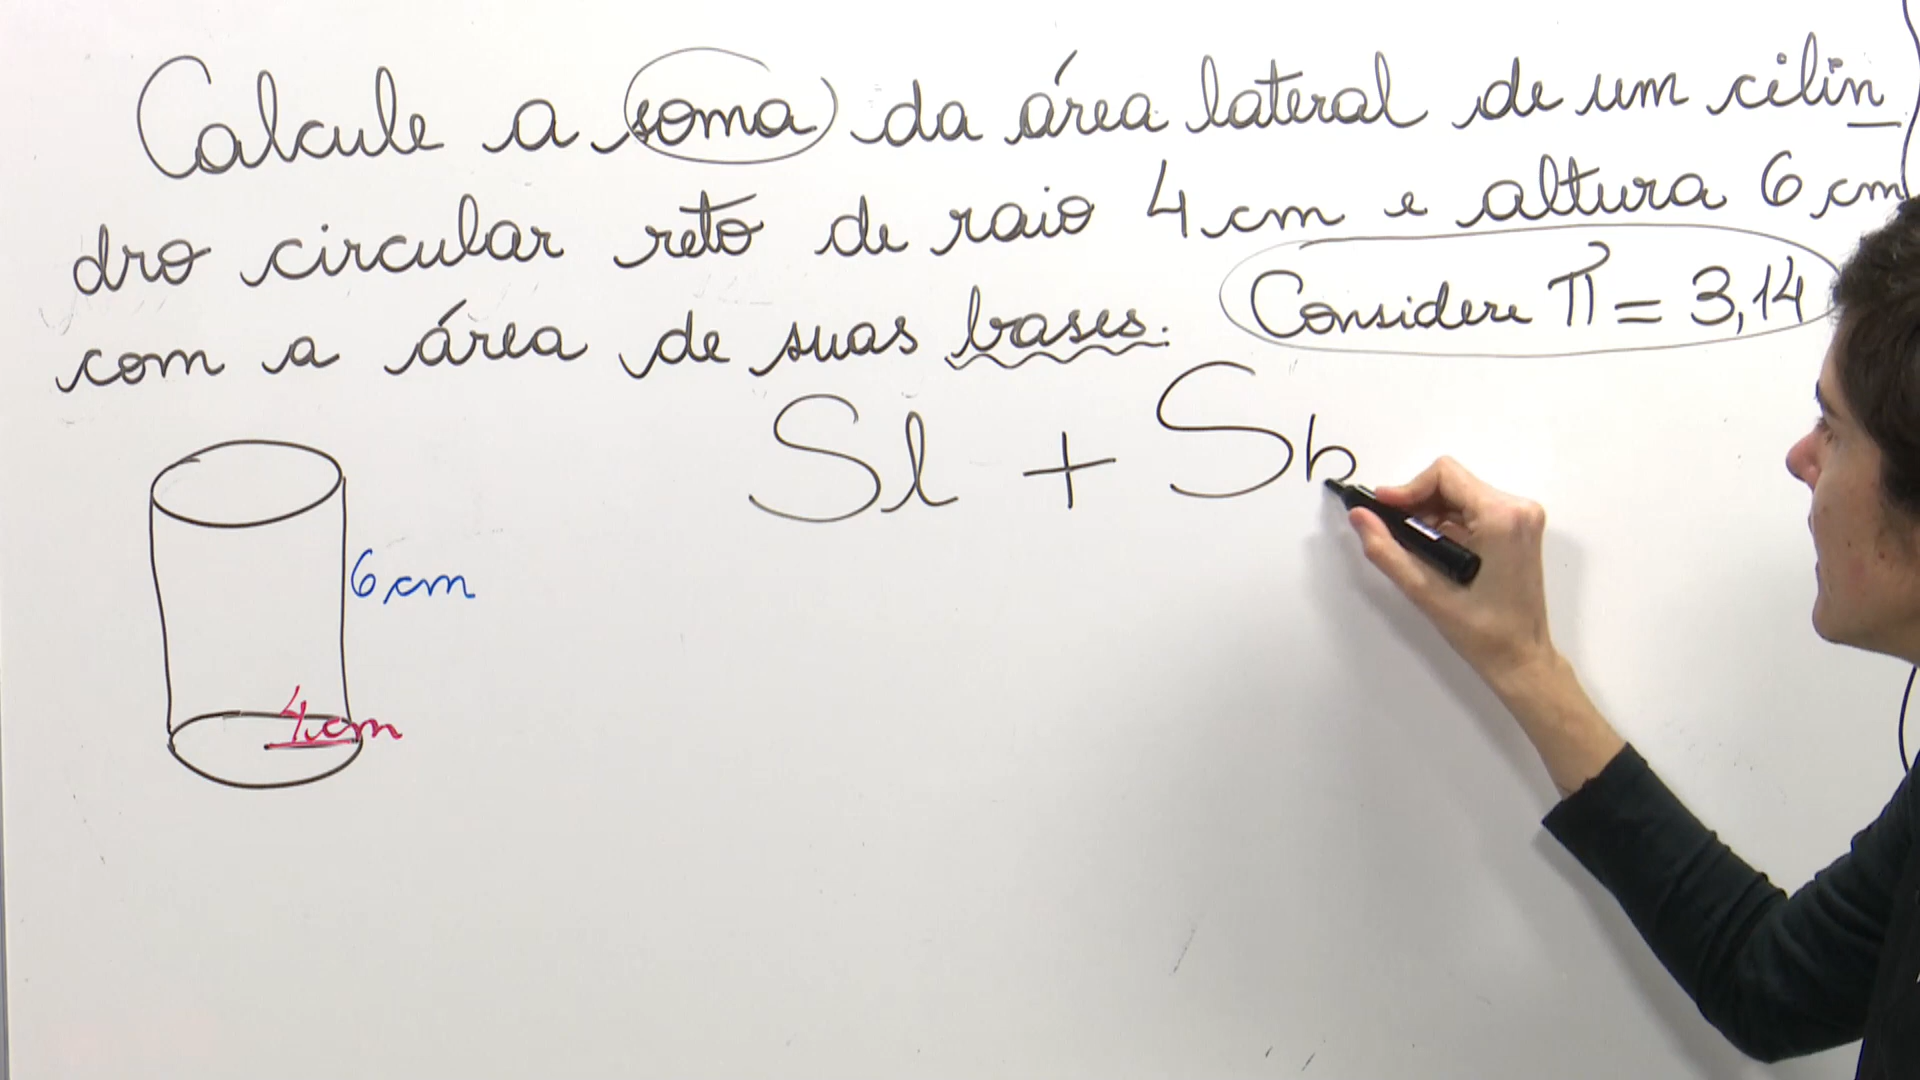 Calcule a soma da área lateral de um cilin
dro circular reto de raio 4 cm e altura 6 cm
com a área de suas bases. Considere π = 3,14
Sl + Sb
6 cm
4 cm